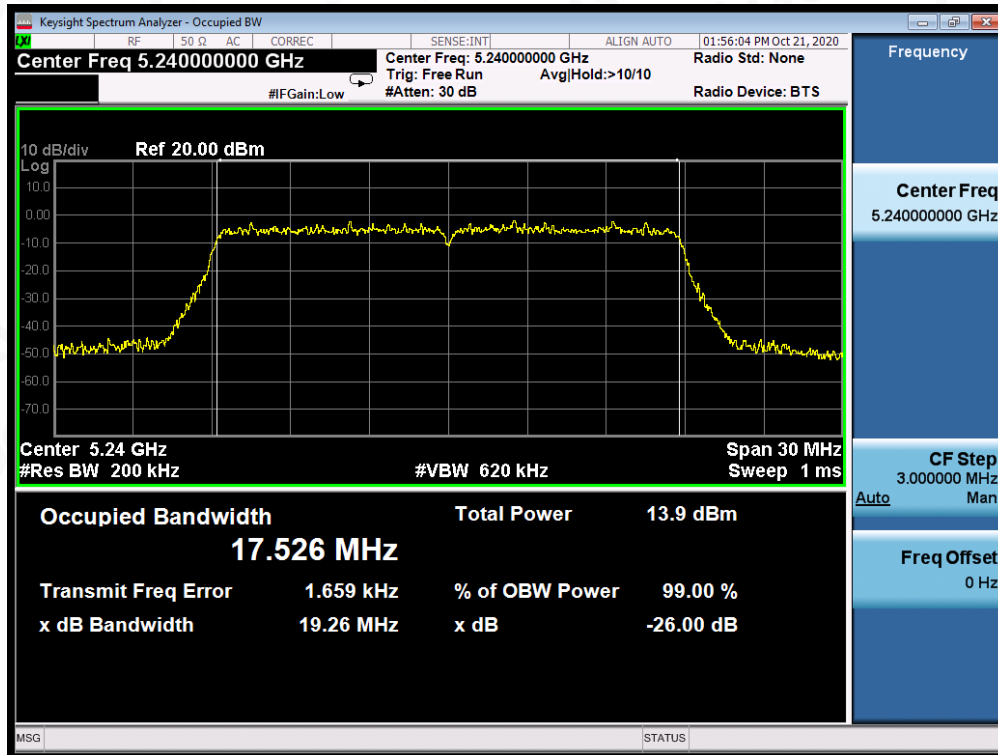 Keysight Spectrum Analyzer - Occupied BW
LXI RF 50 Ω AC CORREC SENSE:INT ALIGN AUTO 01:56:04 PM Oct 21, 2020
Center Freq 5.240000000 GHz
Center Freq: 5.240000000 GHz Radio Std: None
Trig: Free Run Avg|Hold:>10/10
#IFGain:Low #Atten: 30 dB Radio Device: BTS
Frequency
10 dB/div Ref 20.00 dBm
Log
10.0
0.00
-10.0
-20.0
-30.0
-40.0
-50.0
-60.0
-70.0
Center 5.24 GHz Span 30 MHz
#Res BW 200 kHz #VBW 620 kHz Sweep 1 ms
Center Freq
5.240000000 GHz
CF Step
3.000000 MHz
Auto Man
Freq Offset
0 Hz
Occupied Bandwidth Total Power 13.9 dBm
17.526 MHz
Transmit Freq Error 1.659 kHz % of OBW Power 99.00 %
x dB Bandwidth 19.26 MHz x dB -26.00 dB
MSG STATUS